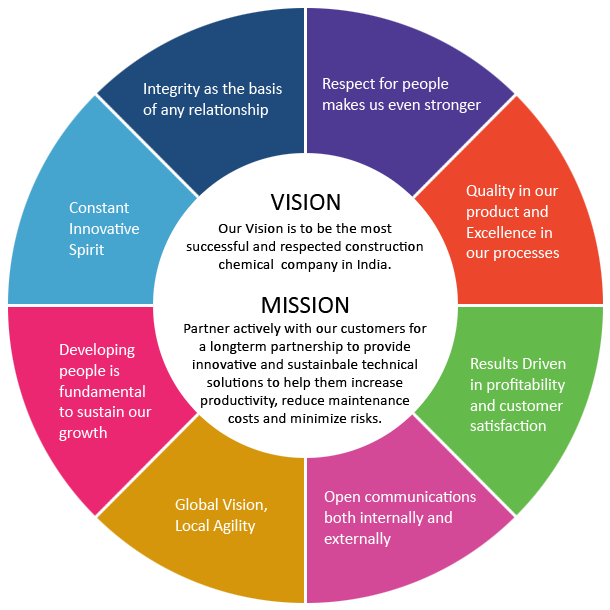 Integrity as the basis
of any relationship
Respect for people
makes us even stronger
Quality in our
product and
Excellence in
our processes
Results Driven
in profitability
and customer
satisfaction
Open communications
both internally and
externally
Global Vision,
Local Agility
Developing
people is
fundamental
to sustain our
growth
Constant
Innovative
Spirit
VISION
Our Vision is to be the most
successful and respected construction
chemical company in India.
MISSION
Partner actively with our customers for
a longterm partnership to provide
innovative and sustainbale technical
solutions to help them increase
productivity, reduce maintenance
costs and minimize risks.